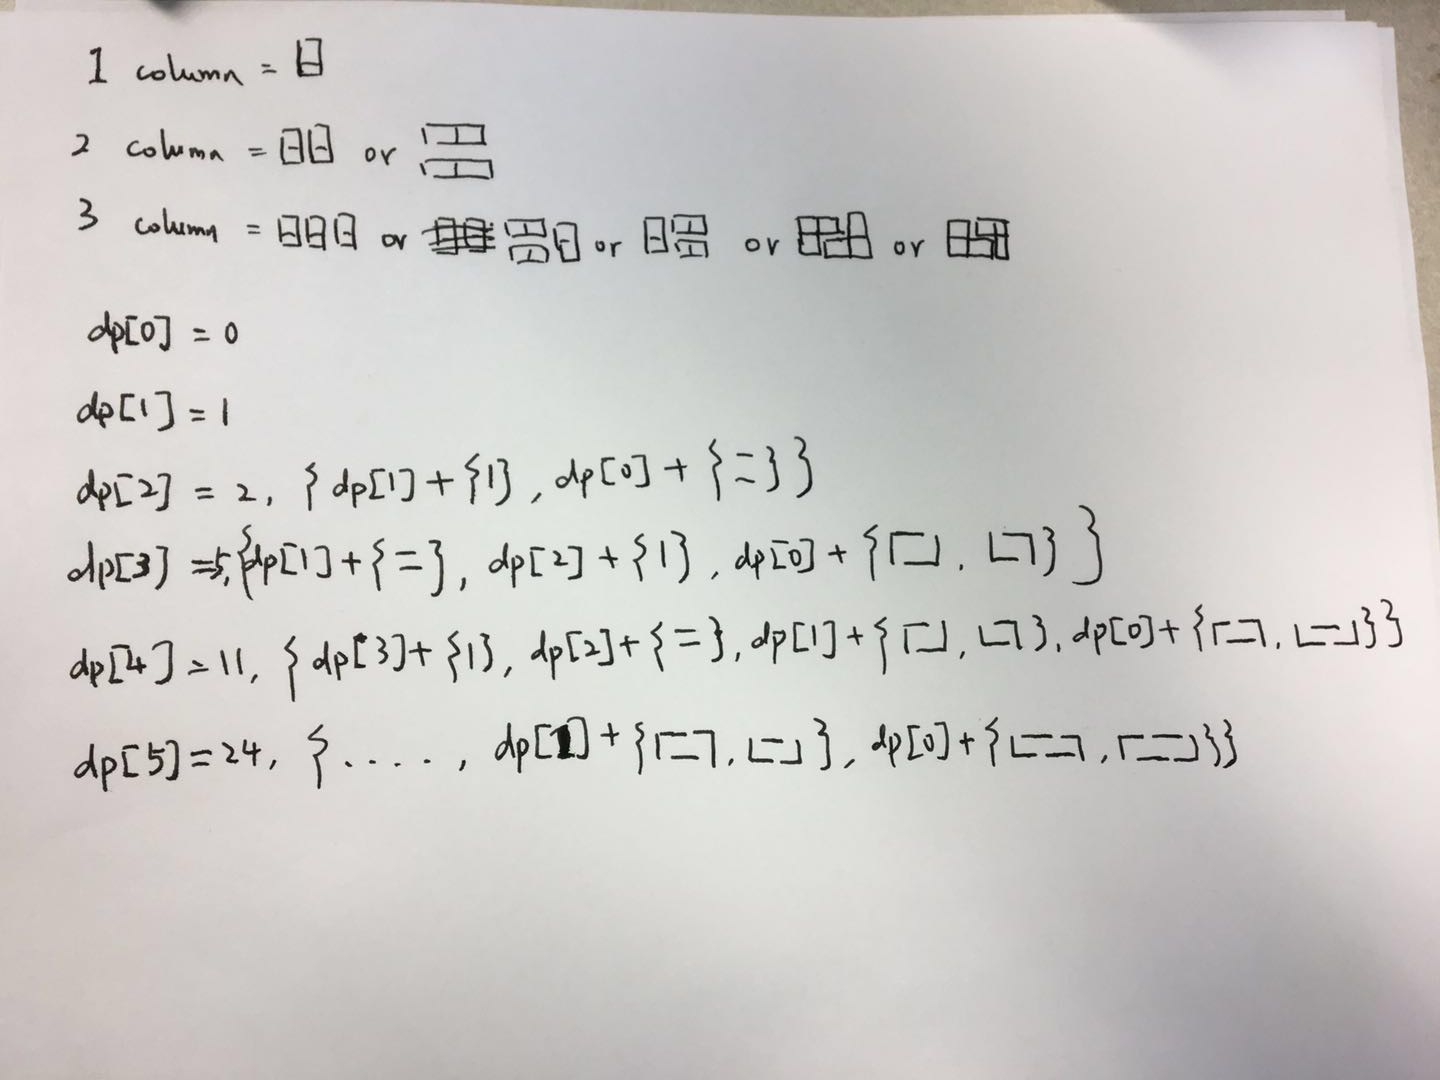 1 column =
2 column = or
3 column = or or or or
dp[0] = 0
dp[1] = 1
dp[2] = 2, { dp[1] + {1}, dp[0] + {=} }
dp[3] = 5, {dp[1] + {=}, dp[2] + {1}, dp[0] + { , } }
dp[4] = 11, { dp[3] + {1}, dp[2] + {=}, dp[1] + { , }, dp[0] + { , }}
dp[5] = 24, { ...., dp[1] + { , }, dp[0] + { , }}